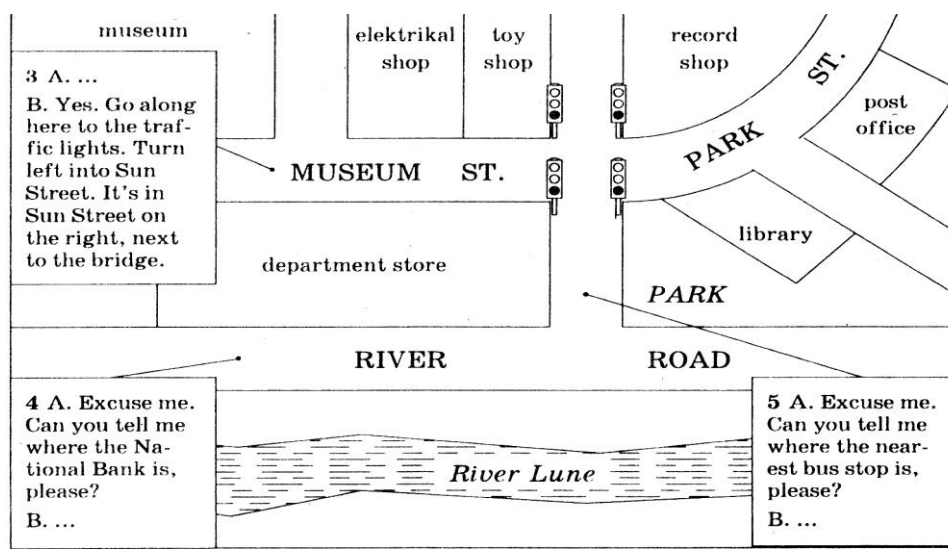 museum
elektrikal
shop
toy
shop
record
shop
ST.
post
office
PARK
MUSEUM ST.
library
department store
PARK
RIVER ROAD
River Lune
3 A. ...
B. Yes. Go along
here to the traf-
fic lights. Turn
left into Sun
Street. It's in
Sun Street on
the right, next
to the bridge.
4 A. Excuse me.
Can you tell me
where the Na-
tional Bank is,
please?
B. ...
5 A. Excuse me.
Can you tell me
where the near-
est bus stop is,
please?
B. ...